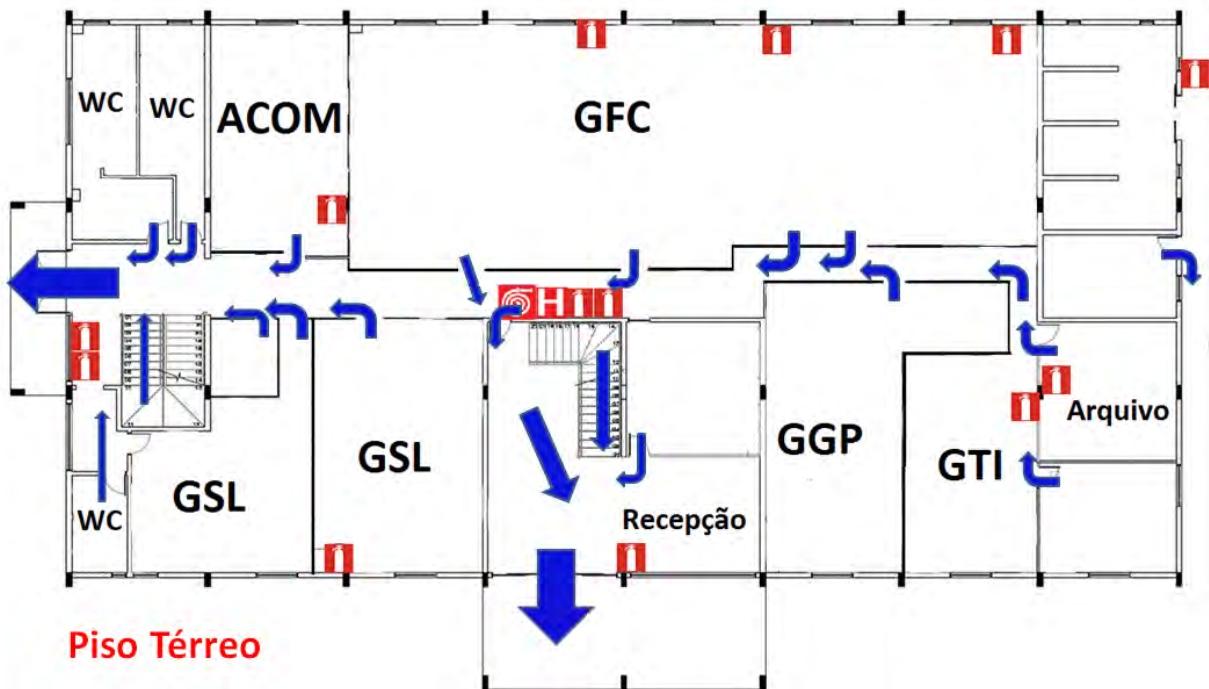 WC
WC
ACOM
GFC
H
GSL
WC
GSL
Recepção
GGP
GTI
Arquivo
Piso Térreo